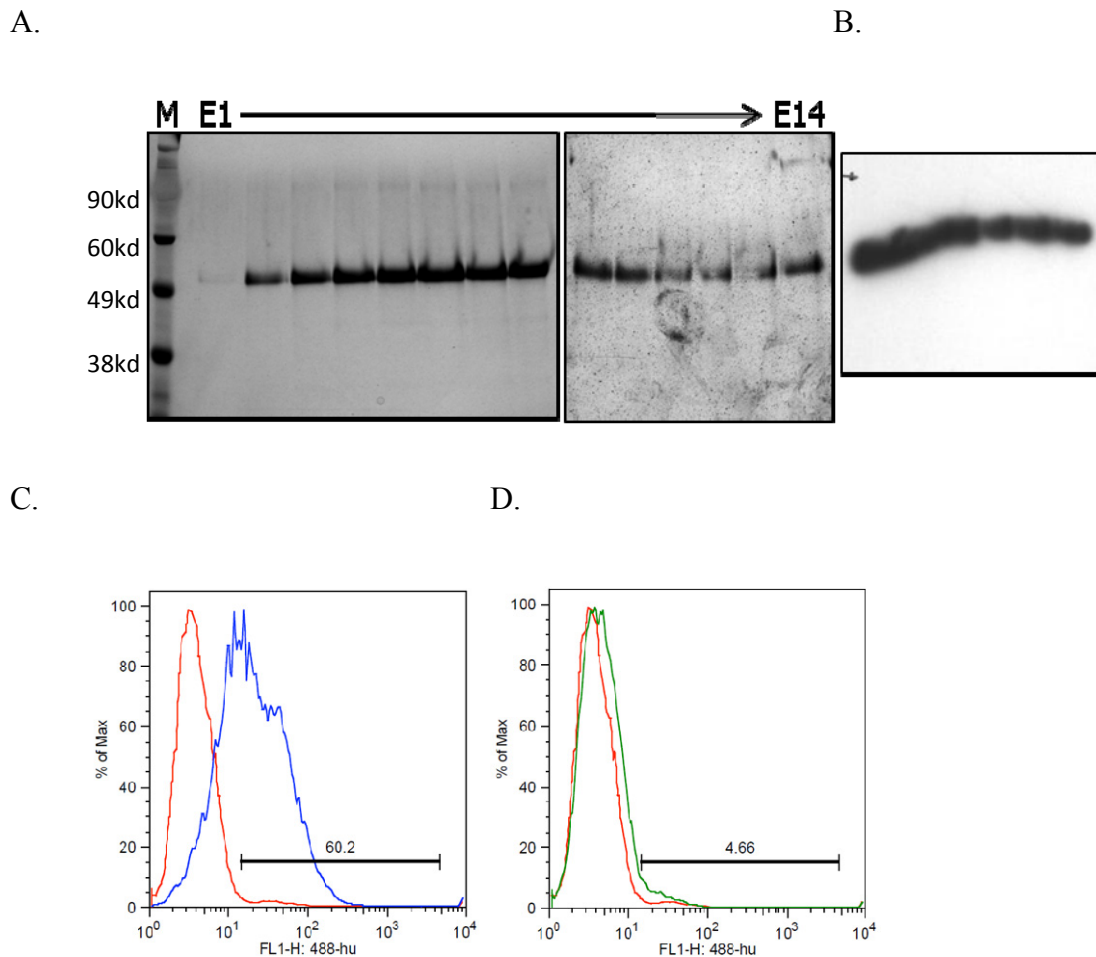 A.
B.
M E1 E14
90kd
60kd
49kd
38kd
C.
D.
100
80
60
40
20
0
% of Max
60.2
10^0 10^1 10^2 10^3 10^4
FL1-H: 488-hu
100
80
60
40
20
0
% of Max
4.66
10^0 10^1 10^2 10^3 10^4
FL1-H: 488-hu